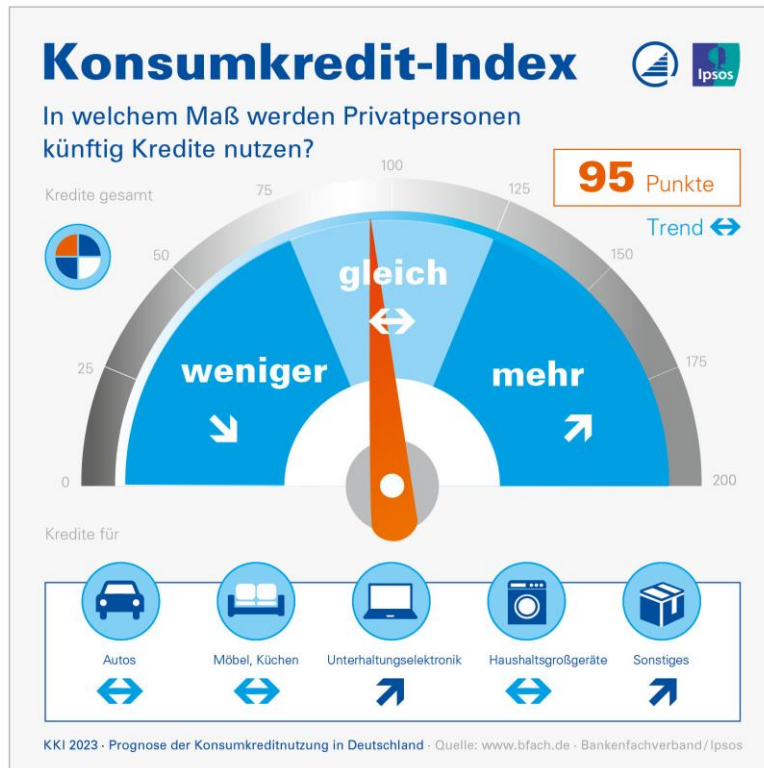 Konsumkredit-Index
Ipsos
In welchem Maß werden Privatpersonen
künftig Kredite nutzen?
95 Punkte
Trend
Kredite gesamt
0
25
50
75
100
125
150
175
200
weniger
gleich
mehr
Kredite für
Autos
Möbel, Küchen
Unterhaltungselektronik
Haushaltsgroßgeräte
Sonstiges
KKI 2023 · Prognose der Konsumkreditnutzung in Deutschland · Quelle: www.bfach.de · Bankenfachverband/Ipsos